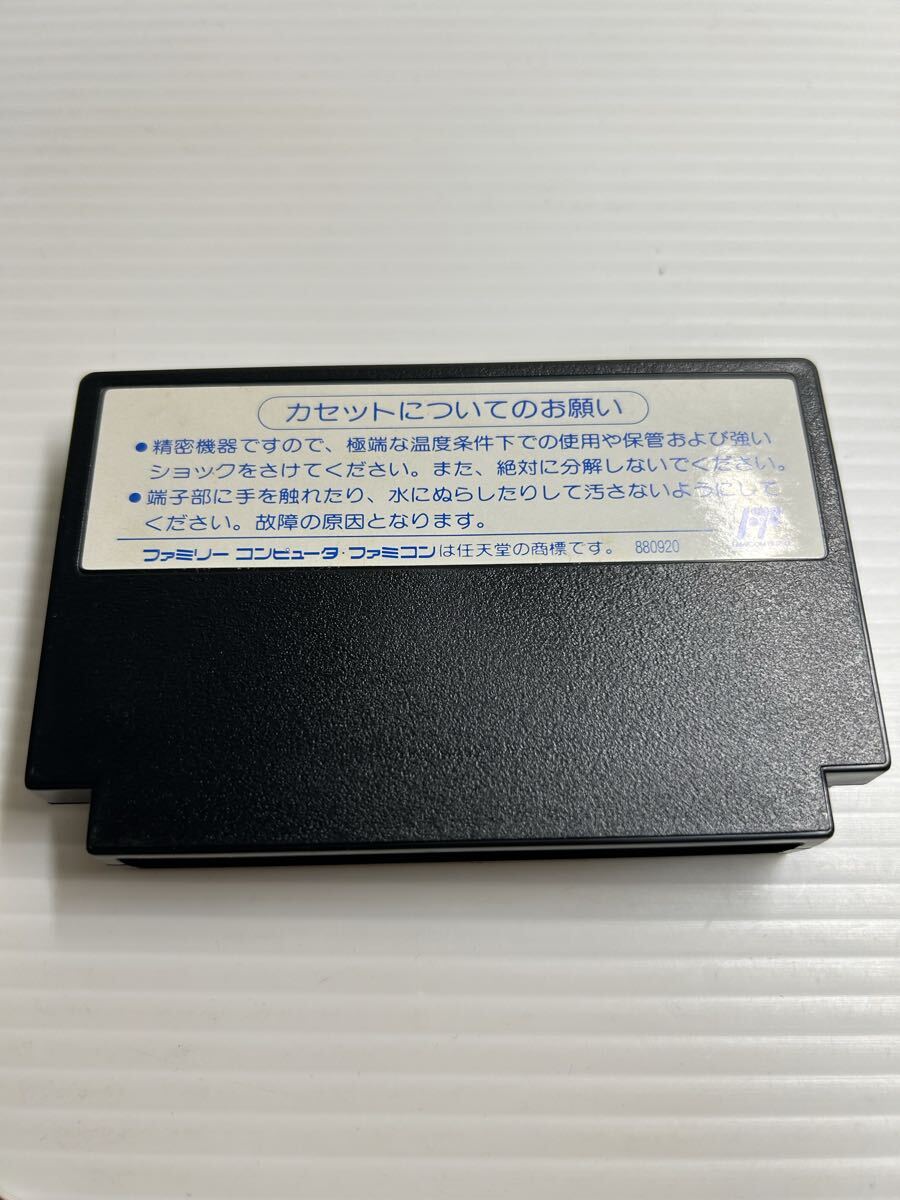 カセットについてのお願い
●精密機器ですので、極端な温度条件下での使用や保管および強い
ショックをさけてください。また、絶対に分解しないでください。
●端子部に手を触れたり、水にぬらしたりして汚さないようにして
ください。故障の原因となります。
ファミリー コンピュータ・ファミコンは任天堂の商標です。 880920